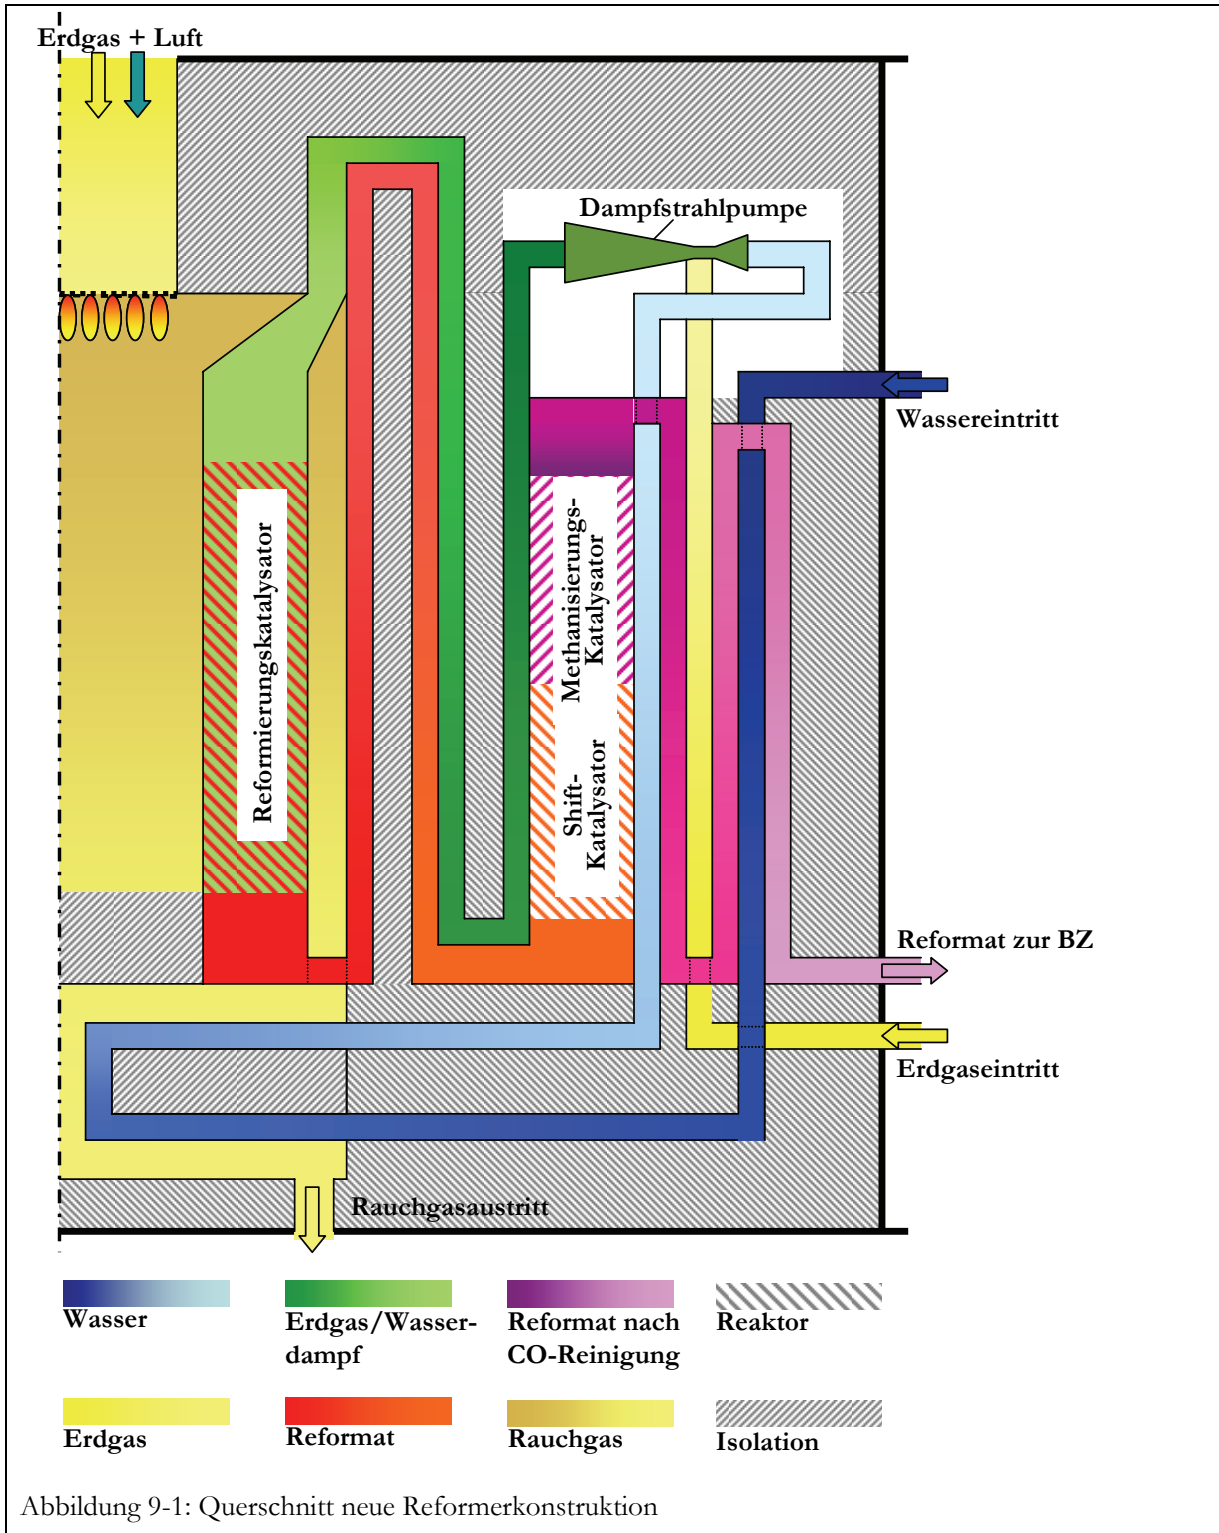 Erdgas + Luft
Dampfstrahlpumpe
Wassereintritt
Reformierungskatalysator
Methanisierungs-
Katalysator
Shift-
Katalysator
Reformat zur BZ
Erdgaseintritt
Rauchgasaustritt
Wasser
Erdgas/Wasser-
dampf
Reformat nach
CO-Reinigung
Reaktor
Erdgas
Reformat
Rauchgas
Isolation
Abbildung 9-1: Querschnitt neue Reformerkonstruktion